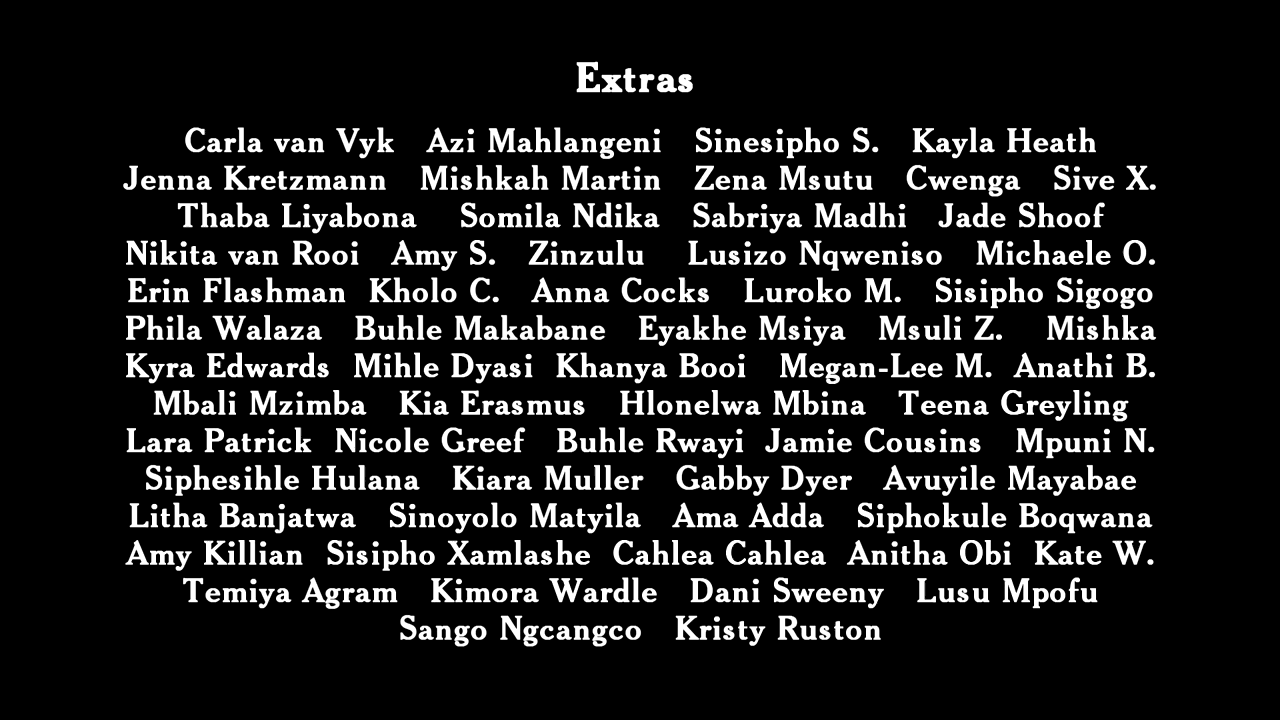 Extras
Carla van Vyk Azi Mahlangeni Sinesipho S. Kayla Heath
Jenna Kretzmann Mishkah Martin Zena Msutu Cwenga Sive X.
Thaba Liyabona Somila Ndika Sabriya Madhi Jade Shoof
Nikita van Rooi Amy S. Zinzulu Lusizo Nqweniso Michaele O.
Erin Flashman Kholo C. Anna Cocks Luroko M. Sisipho Sigogo
Phila Walaza Buhle Makabane Eyakhe Msiya Msuli Z. Mishka
Kyra Edwards Mihle Dyasi Khanya Booi Megan-Lee M. Anathi B.
Mbali Mzimba Kia Erasmus Hlonelwa Mbina Teena Greyling
Lara Patrick Nicole Greef Buhle Rwayi Jamie Cousins Mpuni N.
Siphesihle Hulana Kiara Muller Gabby Dyer Avuyile Mayabae
Litha Banjatwa Sinoyolo Matyila Ama Adda Siphokule Boqwana
Amy Killian Sisipho Xamlashe Cahlea Cahlea Anitha Obi Kate W.
Temiya Agram Kimora Wardle Dani Sweeny Lusu Mpofu
Sango Ngcangco Kristy Ruston